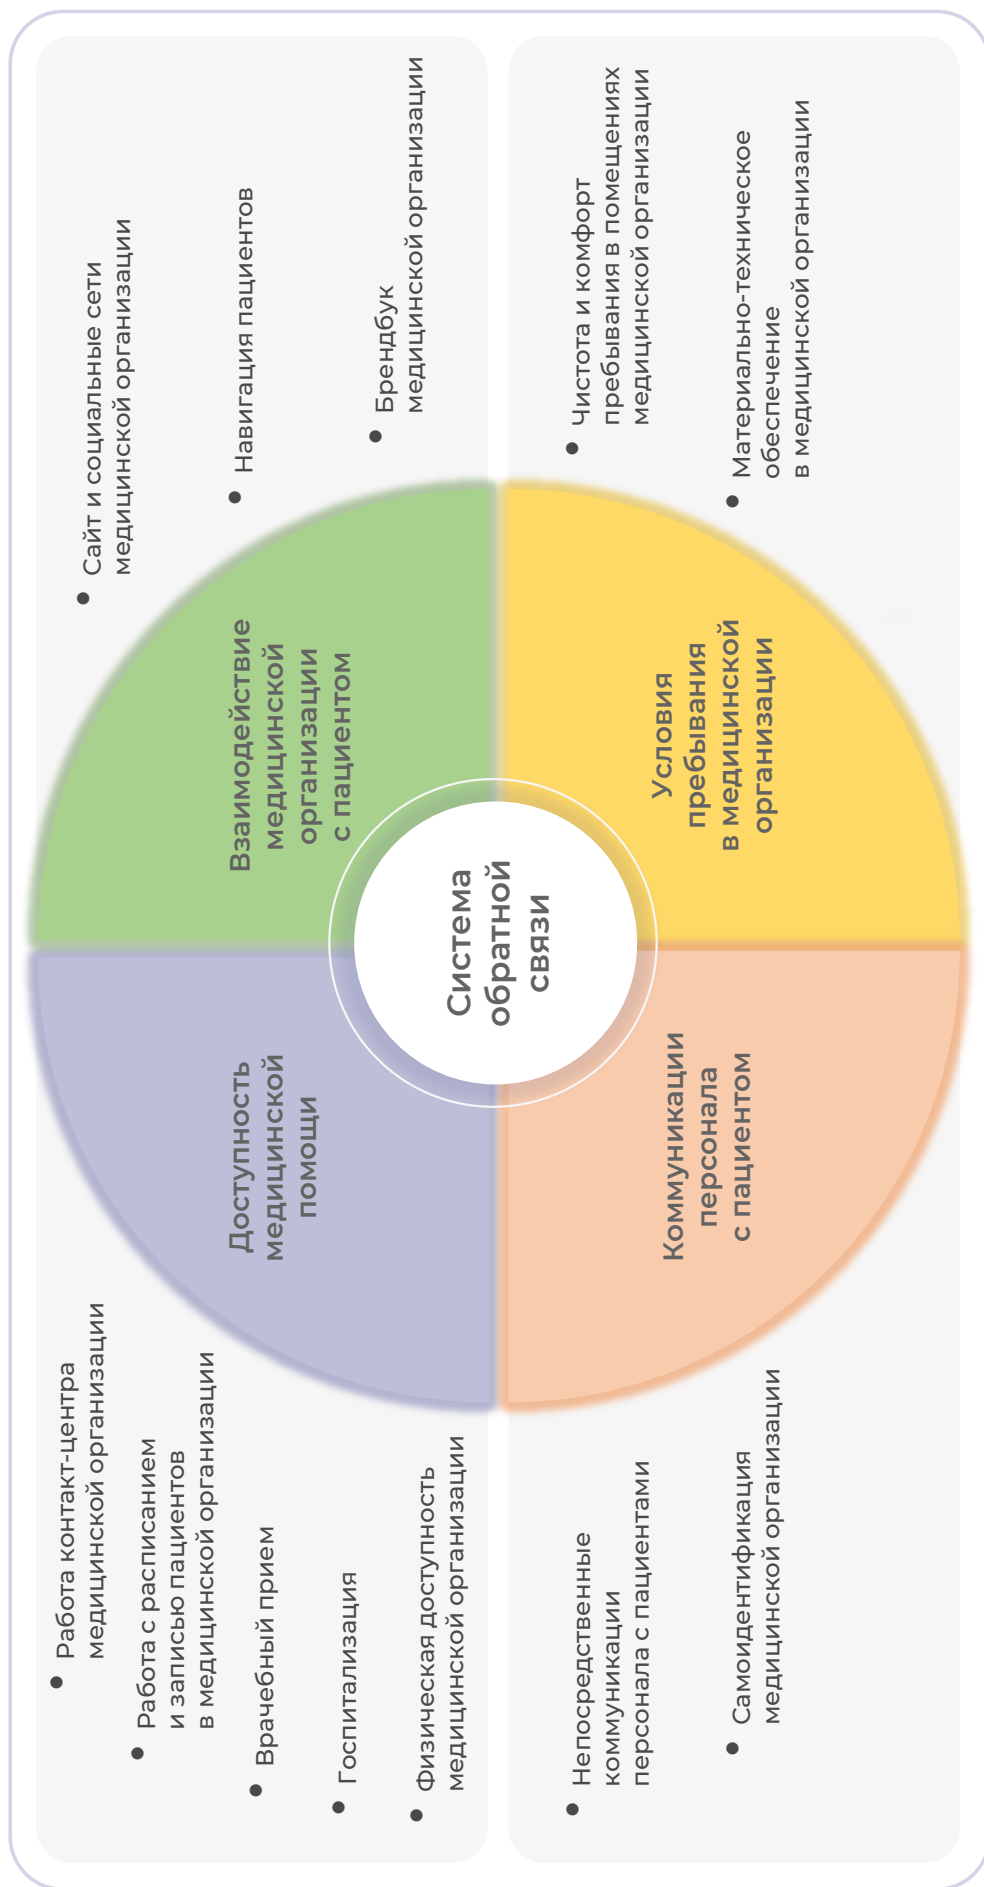 Работа контакт-центра
медицинской организации
Работа с расписанием
и записью пациентов
в медицинской организации
Врачебный прием
Госпитализация
Физическая доступность
медицинской организации
Доступность
медицинской
помощи
Взаимодействие
медицинской
организации
с пациентом
Сайт и социальные сети
медицинской организации
Навигация пациентов
Брендбук
медицинской организации
Система
обратной
связи
Непосредственные
коммуникации
персонала с пациентами
Самоидентификация
медицинской организации
Коммуникации
персонала
с пациентом
Условия
пребывания
в медицинской
организации
Чистота и комфорт
пребывания в помещениях
медицинской организации
Материально-техническое
обеспечение
в медицинской организации